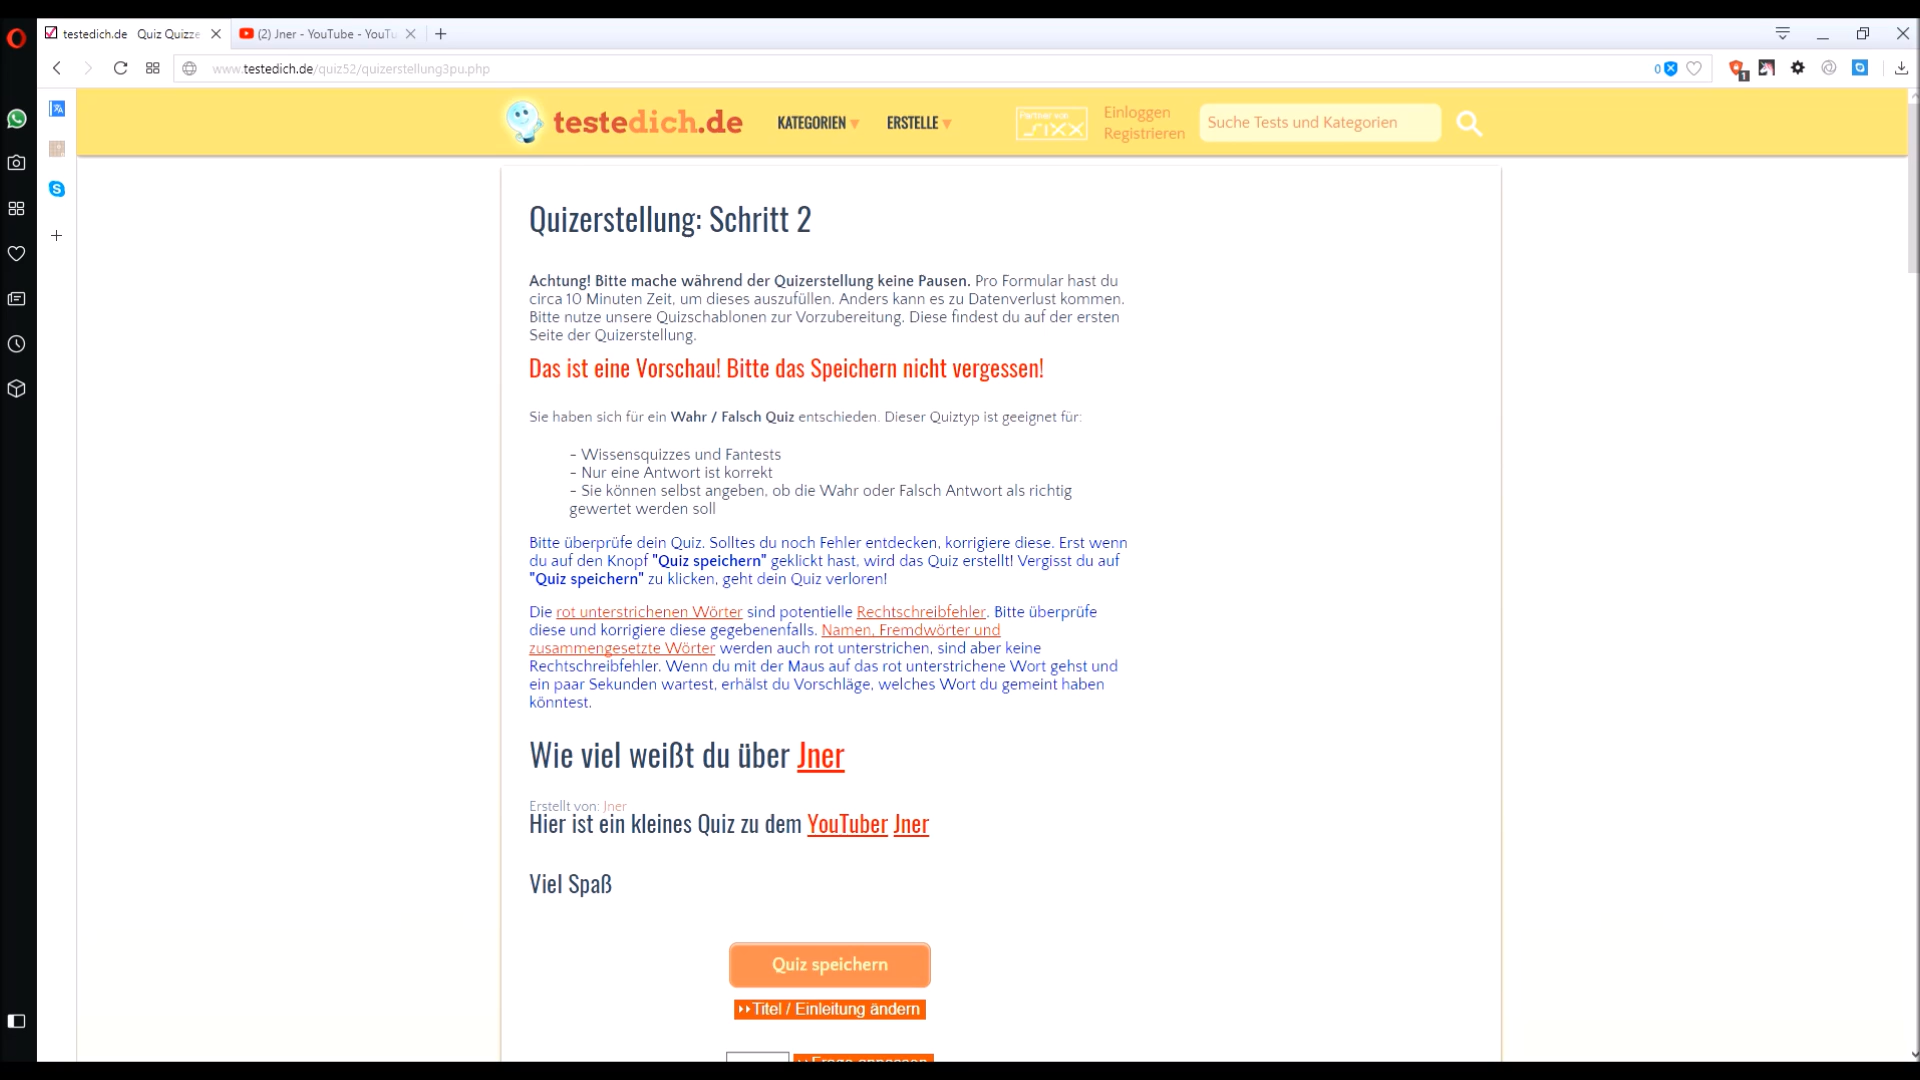 testedich.de Quiz Quizze
(2) Jner - YouTube - YouTu
www.testedich.de/quiz52/quizerstellung3pu.php
0
1
testedich.de
KATEGORIEN
ERSTELLE
Partner von
sixx
Einloggen
Registrieren
Suche Tests und Kategorien
Quizerstellung: Schritt 2
Achtung! Bitte mache während der Quizerstellung keine Pausen. Pro Formular hast du
circa 10 Minuten Zeit, um dieses auszufüllen. Anders kann es zu Datenverlust kommen.
Bitte nutze unsere Quizschablonen zur Vorzubereitung. Diese findest du auf der ersten
Seite der Quizerstellung.
Das ist eine Vorschau! Bitte das Speichern nicht vergessen!
Sie haben sich für ein Wahr / Falsch Quiz entschieden. Dieser Quiztyp ist geeignet für:
- Wissensquizzes und Fantests
- Nur eine Antwort ist korrekt
- Sie können selbst angeben, ob die Wahr oder Falsch Antwort als richtig
gewertet werden soll
Bitte überprüfe dein Quiz. Solltes du noch Fehler entdecken, korrigiere diese. Erst wenn
du auf den Knopf "Quiz speichern" geklickt hast, wird das Quiz erstellt! Vergisst du auf
"Quiz speichern" zu klicken, geht dein Quiz verloren!
Die rot unterstrichenen Wörter sind potentielle Rechtschreibfehler. Bitte überprüfe
diese und korrigiere diese gegebenenfalls. Namen, Fremdwörter und
zusammengesetzte Wörter werden auch rot unterstrichen, sind aber keine
Rechtschreibfehler. Wenn du mit der Maus auf das rot unterstrichene Wort gehst und
ein paar Sekunden wartest, erhälst du Vorschläge, welches Wort du gemeint haben
könntest.
Wie viel weißt du über Jner
Erstellt von: Jner
Hier ist ein kleines Quiz zu dem YouTuber Jner
Viel Spaß
Quiz speichern
Titel / Einleitung ändern